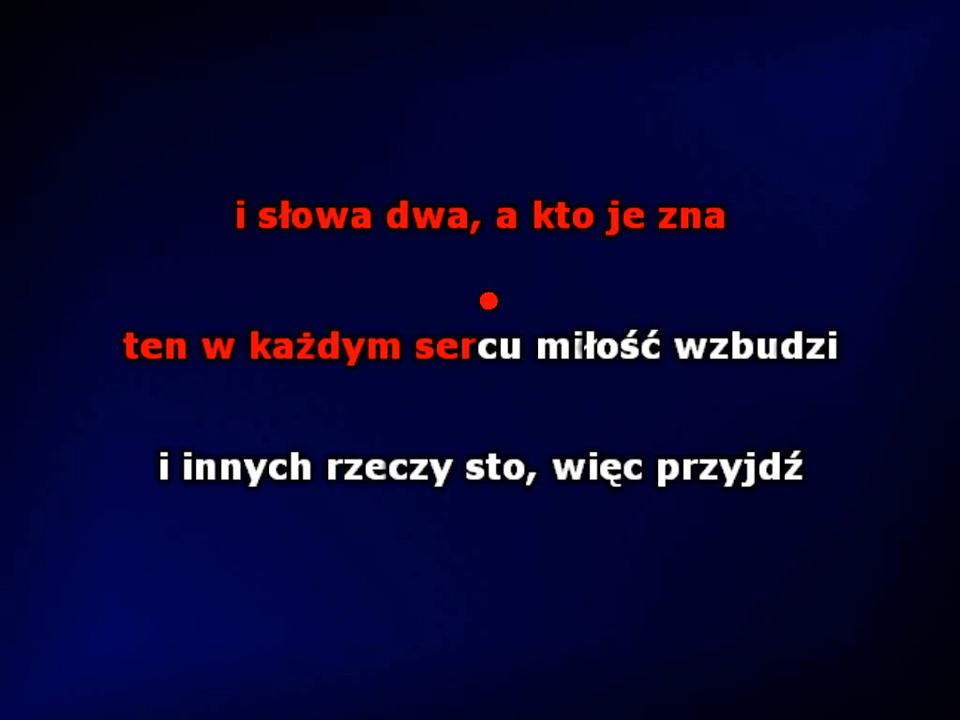 i słowa dwa, a kto je zna
ten w każdym sercu miłość wzbudzi
i innych rzeczy sto, więc przyjdź